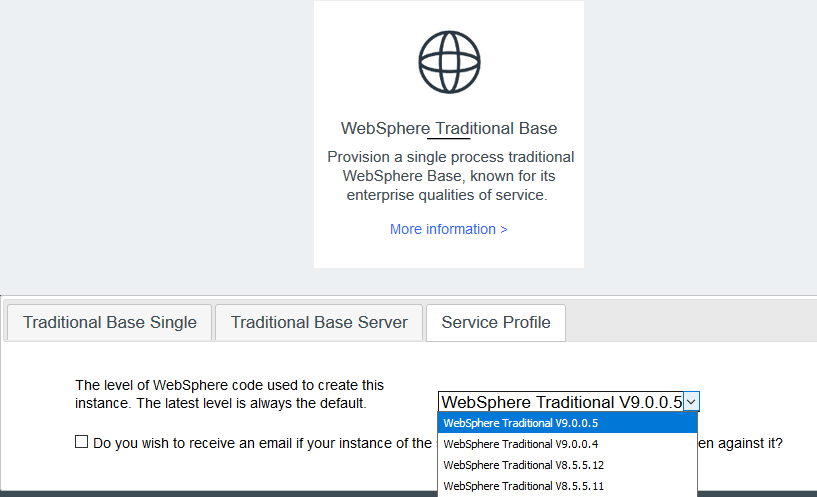 WebSphere Traditional Base
Provision a single process traditional
WebSphere Base, known for its
enterprise qualities of service.
More information >
Traditional Base Single
Traditional Base Server
Service Profile
The level of WebSphere code used to create this
instance. The latest level is always the default.
WebSphere Traditional V9.0.0.5
WebSphere Traditional V9.0.0.5
WebSphere Traditional V9.0.0.4
WebSphere Traditional V8.5.5.12
WebSphere Traditional V8.5.5.11
Do you wish to receive an email if your instance of the
en against it?